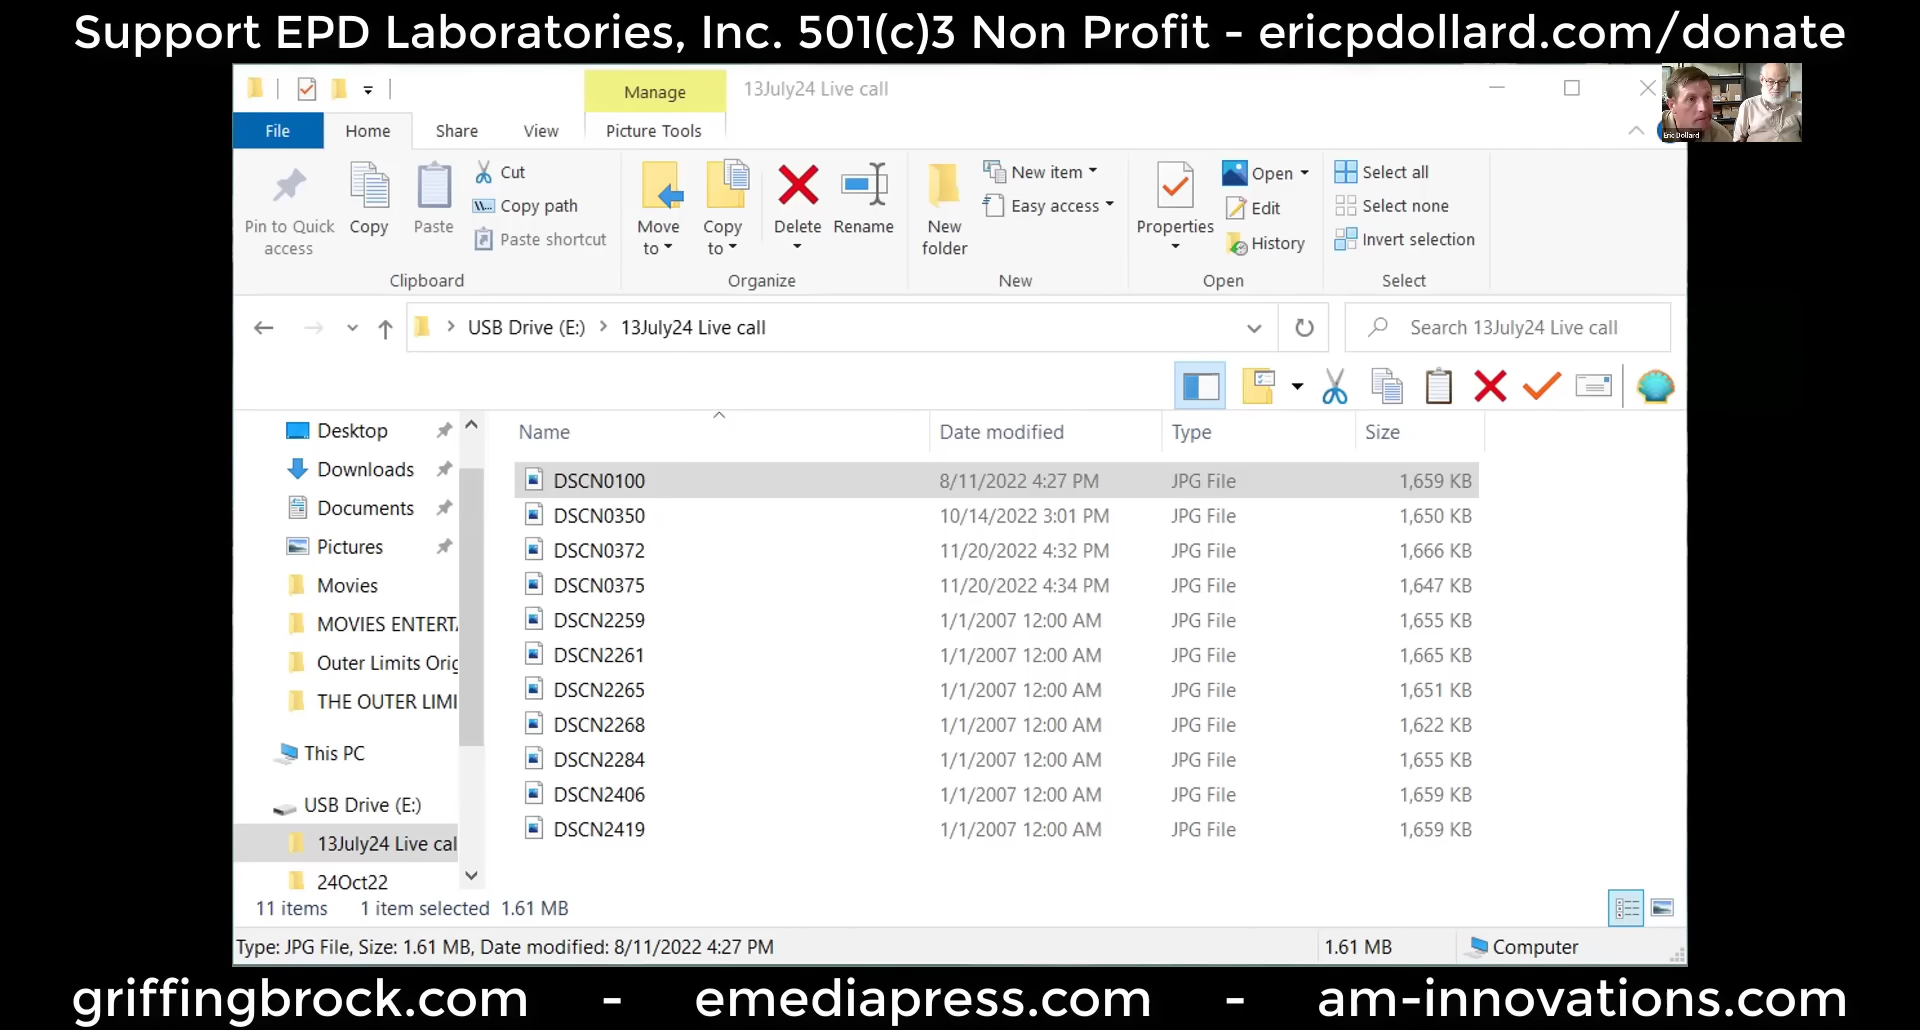 Support EPD Laboratories, Inc. 501(c)3 Non Profit - ericpdollard.com/donate
Manage
13July24 Live call
File
Home
Share
View
Picture Tools
Eric Dollard
Pin to Quick access
Copy
Paste
Cut
Copy path
Paste shortcut
Clipboard
Move to
Copy to
Delete
Rename
Organize
New folder
New item
Easy access
New
Properties
Open
Edit
History
Open
Select all
Select none
Invert selection
Select
USB Drive (E:)
13July24 Live call
Search 13July24 Live call
Desktop
Downloads
Documents
Pictures
Movies
MOVIES ENTERT
Outer Limits Orig
THE OUTER LIMI
This PC
USB Drive (E:)
13July24 Live cal
24Oct22
Name Date modified Type Size
DSCN0100 8/11/2022 4:27 PM JPG File 1,659 KB
DSCN0350 10/14/2022 3:01 PM JPG File 1,650 KB
DSCN0372 11/20/2022 4:32 PM JPG File 1,666 KB
DSCN0375 11/20/2022 4:34 PM JPG File 1,647 KB
DSCN2259 1/1/2007 12:00 AM JPG File 1,655 KB
DSCN2261 1/1/2007 12:00 AM JPG File 1,665 KB
DSCN2265 1/1/2007 12:00 AM JPG File 1,651 KB
DSCN2268 1/1/2007 12:00 AM JPG File 1,622 KB
DSCN2284 1/1/2007 12:00 AM JPG File 1,655 KB
DSCN2406 1/1/2007 12:00 AM JPG File 1,659 KB
DSCN2419 1/1/2007 12:00 AM JPG File 1,659 KB
11 items 1 item selected 1.61 MB
Type: JPG File, Size: 1.61 MB, Date modified: 8/11/2022 4:27 PM 1.61 MB Computer
griffingbrock.com - emediapress.com - am-innovations.com